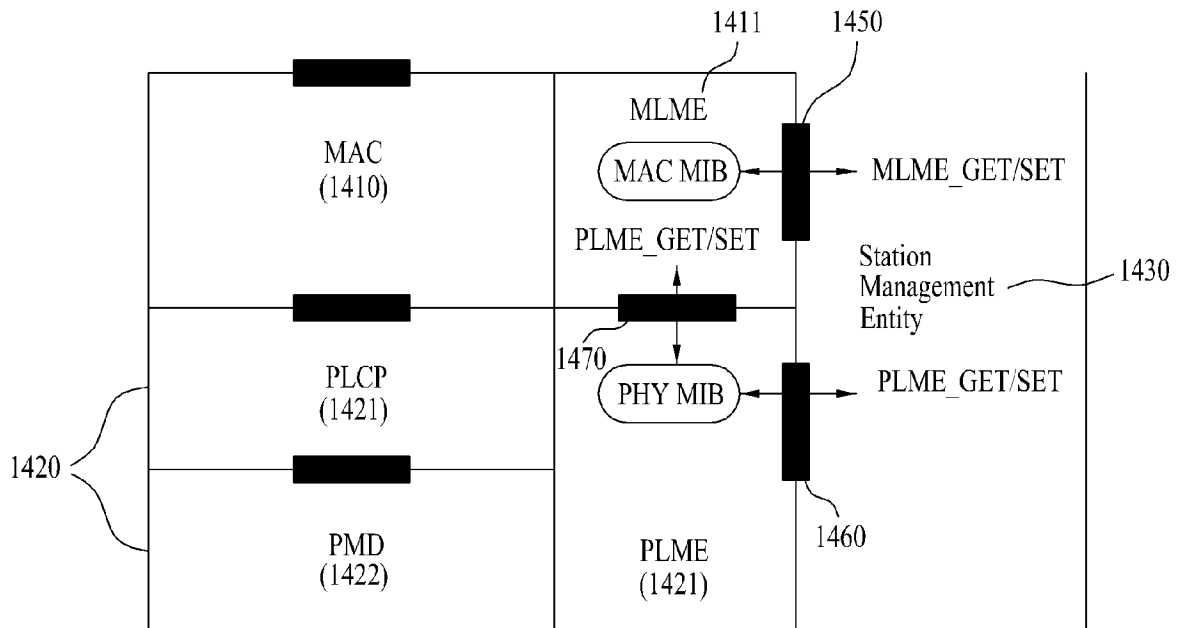 1411
1450
MLME
MAC
(1410)
MAC MIB
MLME_GET/SET
PLME_GET/SET
Station
Management
Entity
1430
1470
PLCP
(1421)
PHY MIB
PLME_GET/SET
1420
1460
PMD
(1422)
PLME
(1421)